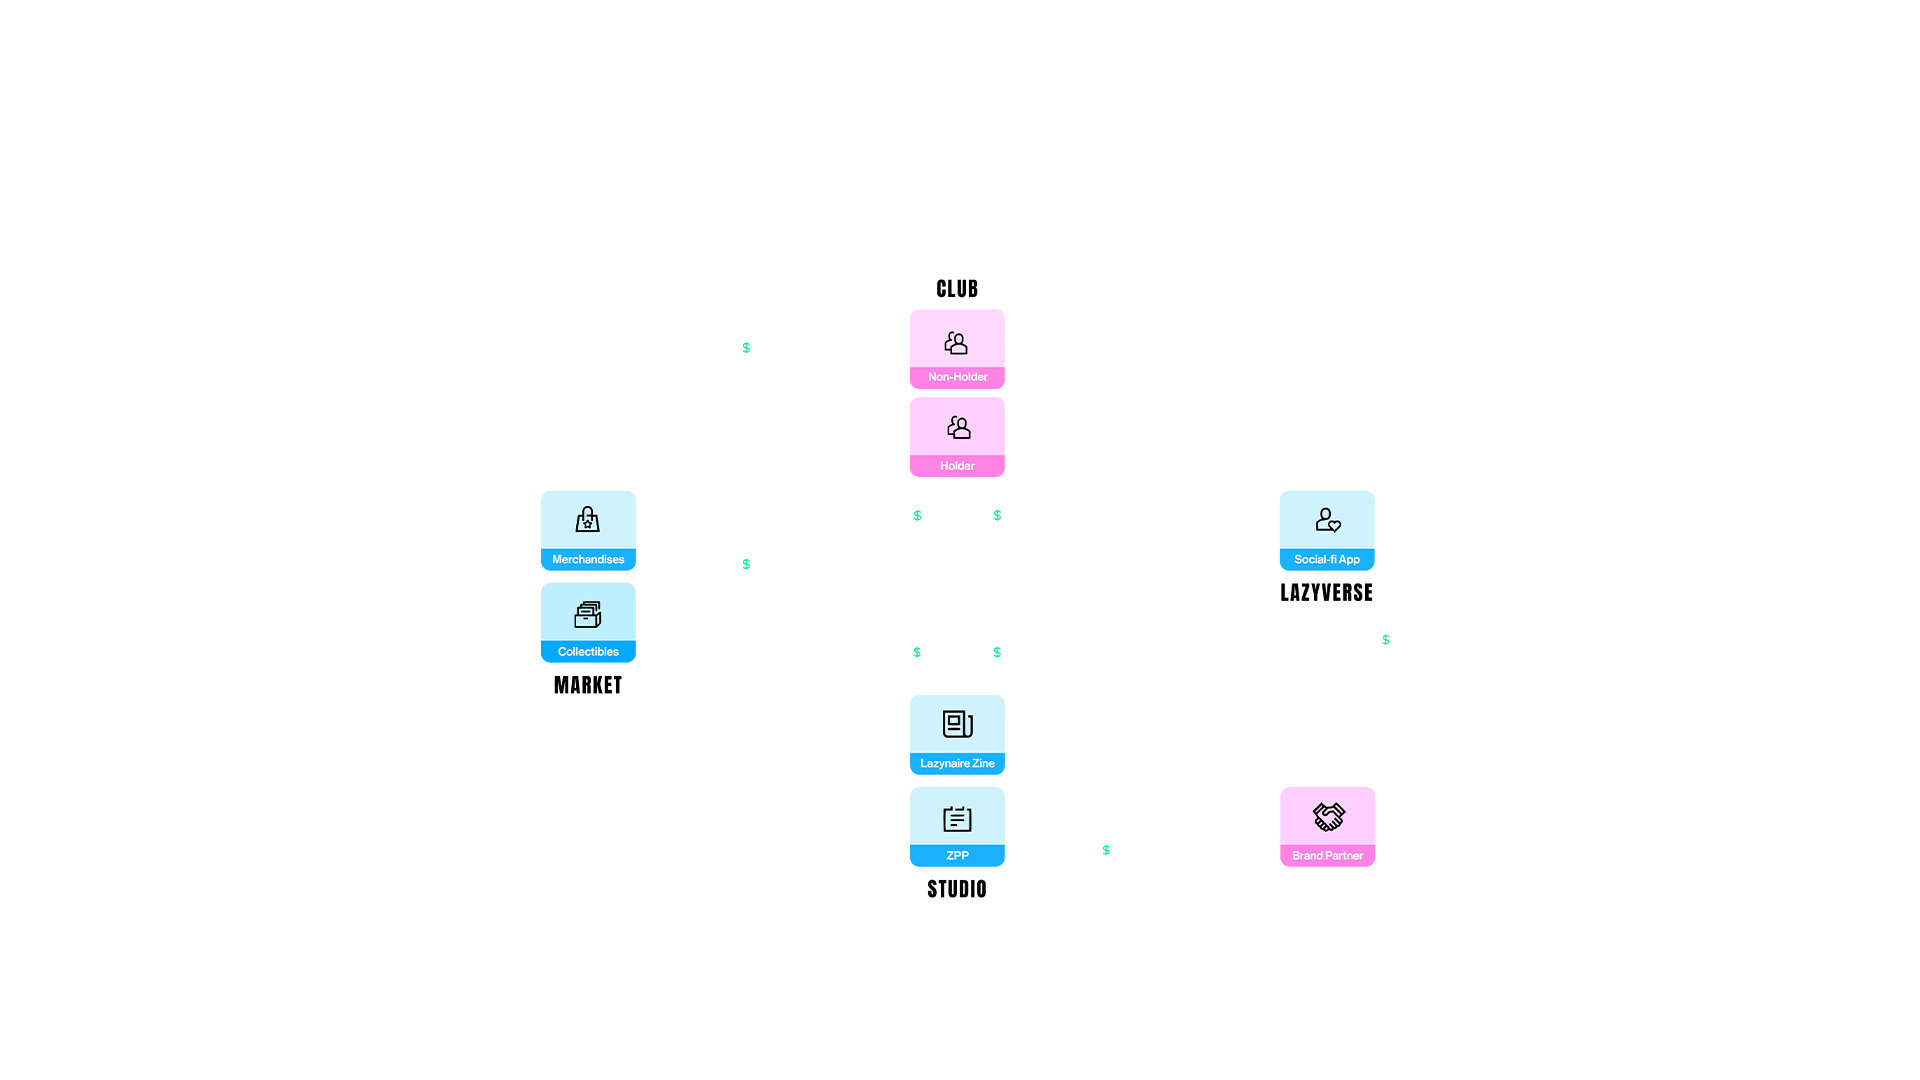 CLUB
$
Non-Holder
Holder
$ $
Merchandises
Social-fi App
$
LAZYVERSE
$
Collectibles
$ $
MARKET
Lazynaire Zine
$
ZPP
Brand Partner
STUDIO